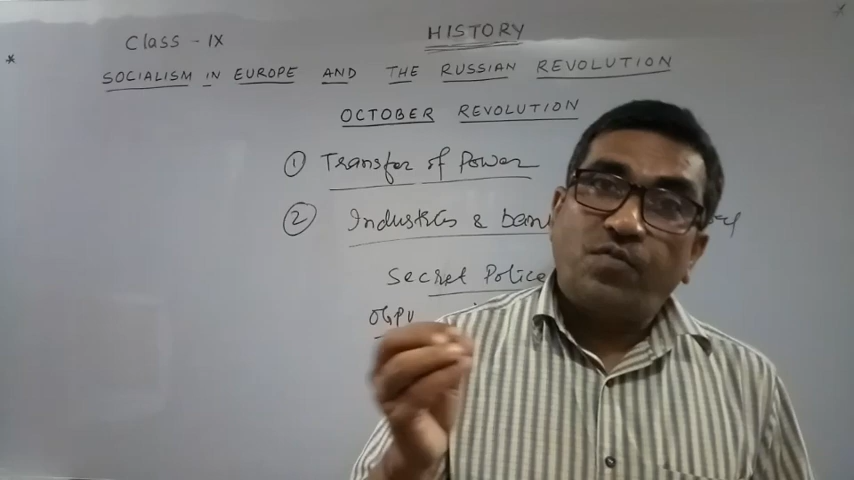 Class - IX
HISTORY
SOCIALISM IN EUROPE AND THE RUSSIAN REVOLUTION
OCTOBER REVOLUTION
① Transfer of Power
② Industries & ban
Secret Police
OGPU